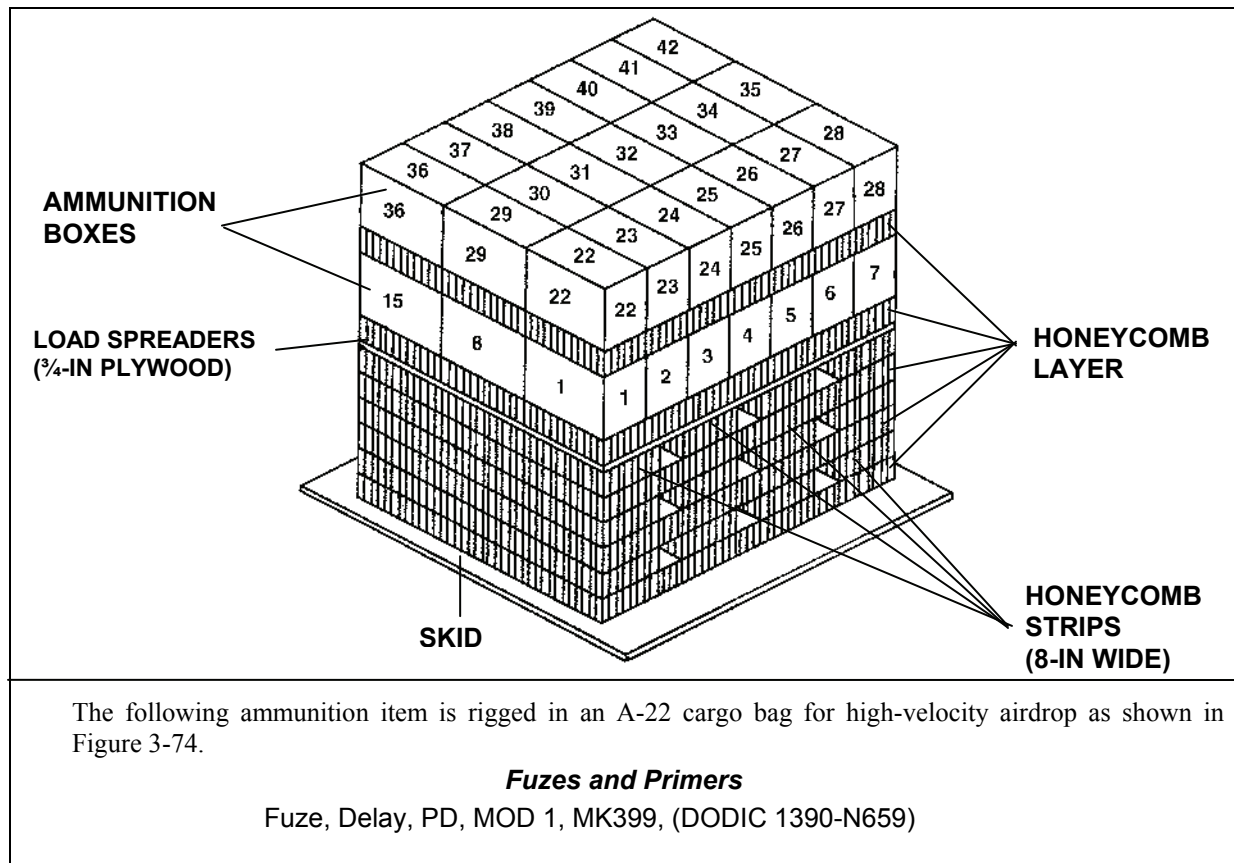 42
41
40
39
38
37
36
35
34
33
32
31
30
29
28
27
26
25
24
23
22
36
29
22
22
23
24
25
26
27
28
15
8
1
1
2
3
4
5
6
7
AMMUNITION
BOXES
LOAD SPREADERS
(¾-IN PLYWOOD)
HONEYCOMB
LAYER
HONEYCOMB
STRIPS
(8-IN WIDE)
SKID
The following ammunition item is rigged in an A-22 cargo bag for high-velocity airdrop as shown in
Figure 3-74.
Fuzes and Primers
Fuze, Delay, PD, MOD 1, MK399, (DODIC 1390-N659)